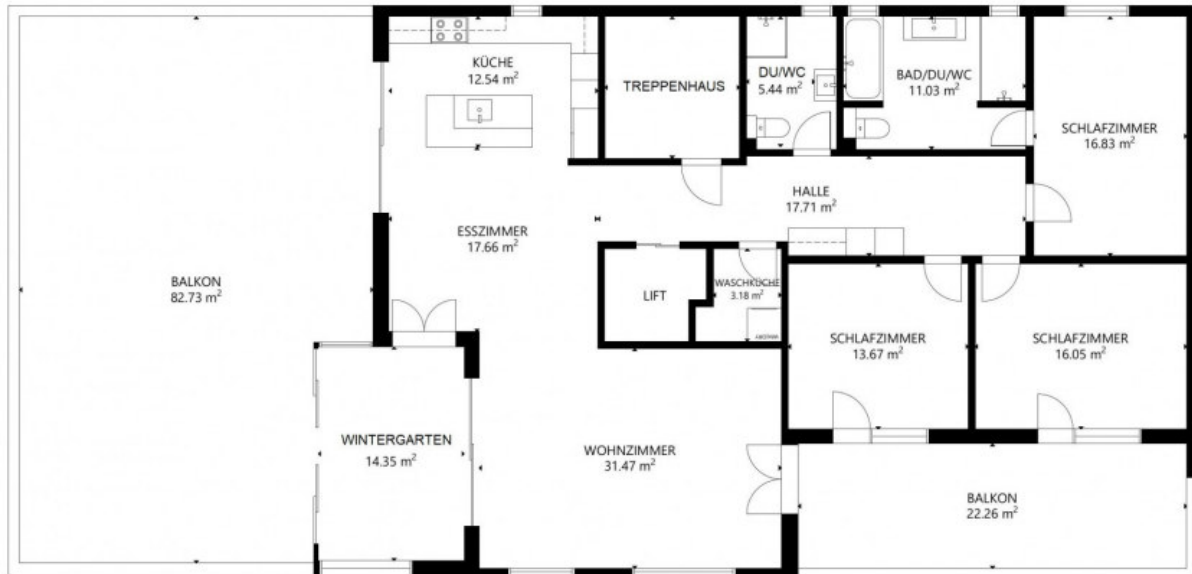 KÜCHE
12.54 m²
TREPPENHAUS
DU/WC
5.44 m²
BAD/DU/WC
11.03 m²
SCHLAFZIMMER
16.83 m²
HALLE
17.71 m²
ESSZIMMER
17.66 m²
BALKON
82.73 m²
LIFT
WASCHKÜCHE
3.18 m²
SCHLAFZIMMER
13.67 m²
SCHLAFZIMMER
16.05 m²
WINTERGARTEN
14.35 m²
WOHNZIMMER
31.47 m²
BALKON
22.26 m²